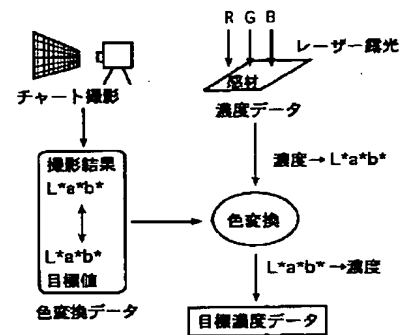 チャート撮影
撮影結果
L*a*b*
L*a*b*
目標値
色変換データ
R G B
レーザー露光
感材
濃度データ
濃度→L*a*b*
色変換
L*a*b*→濃度
目標濃度データ